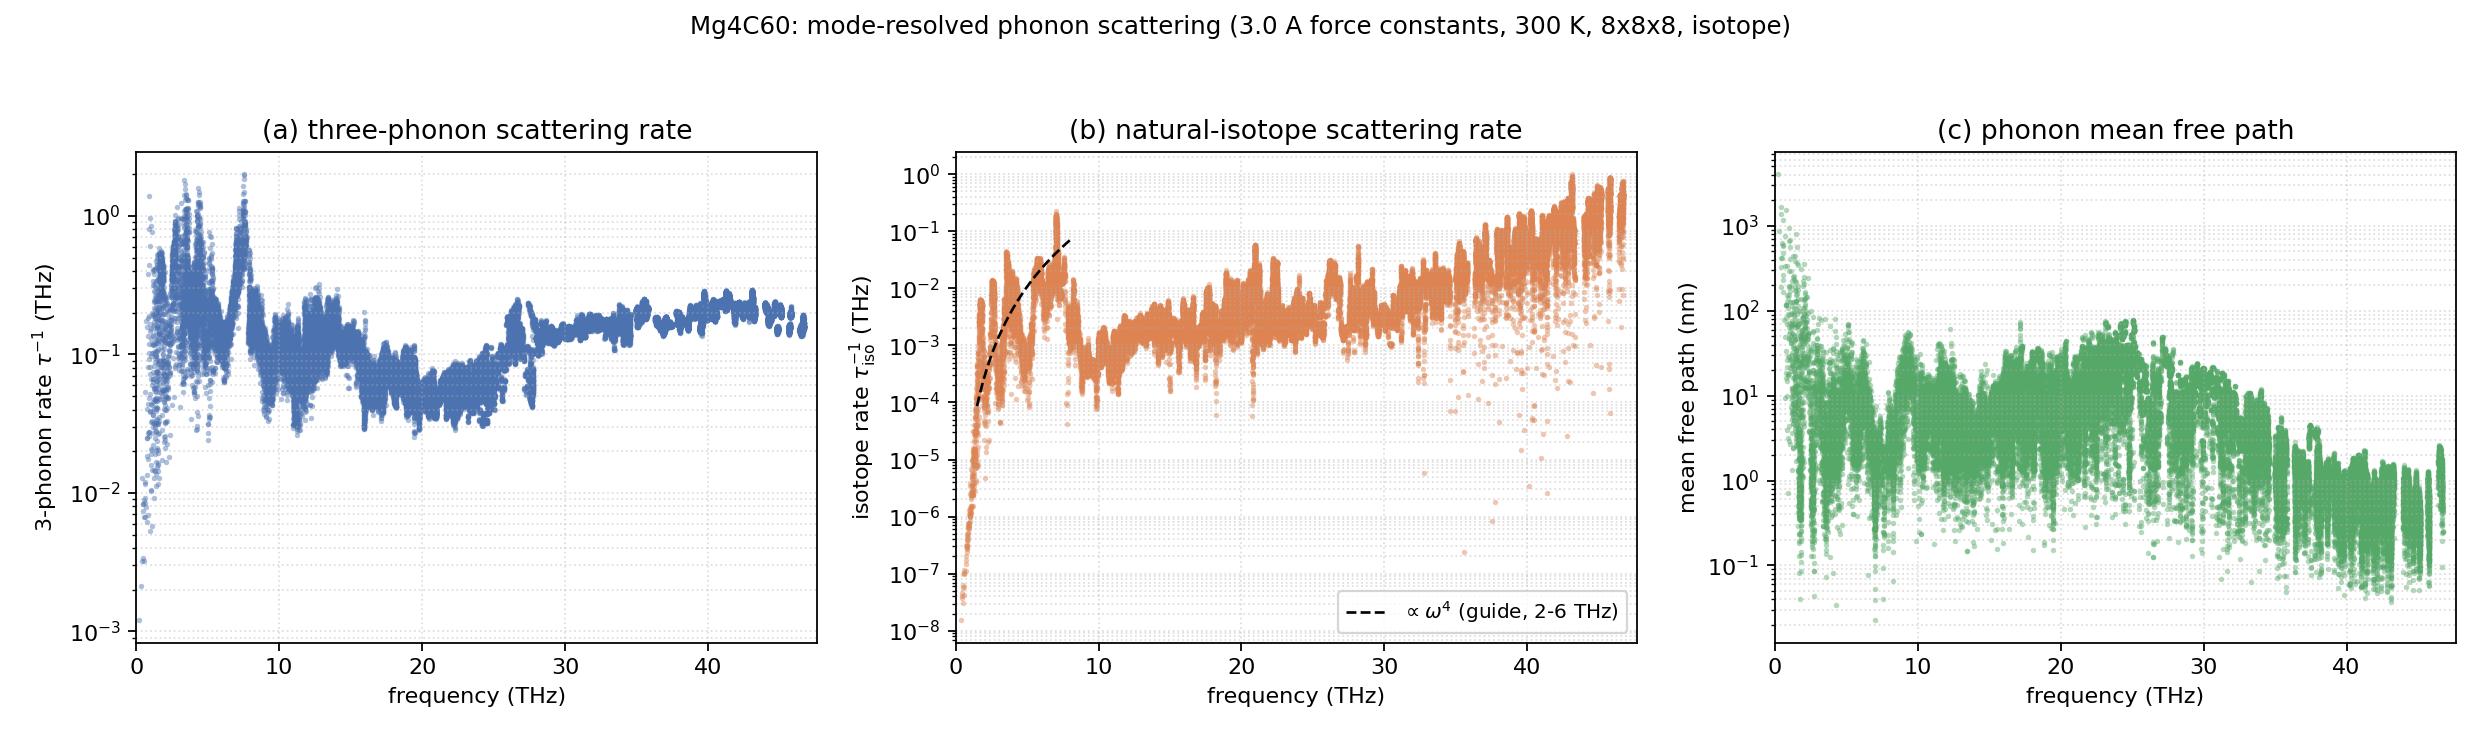 Mg4C60: mode-resolved phonon scattering (3.0 A force constants, 300 K, 8x8x8, isotope)
(a) three-phonon scattering rate
3-phonon rate τ⁻¹ (THz)
10⁰
10⁻¹
10⁻²
10⁻³
0 10 20 30 40
frequency (THz)
(b) natural-isotope scattering rate
isotope rate τ⁻¹iso (THz)
10⁰
10⁻¹
10⁻²
10⁻³
10⁻⁴
10⁻⁵
10⁻⁶
10⁻⁷
10⁻⁸
∝ ω⁴ (guide, 2-6 THz)
0 10 20 30 40
frequency (THz)
(c) phonon mean free path
mean free path (nm)
10³
10²
10¹
10⁰
10⁻¹
0 10 20 30 40
frequency (THz)